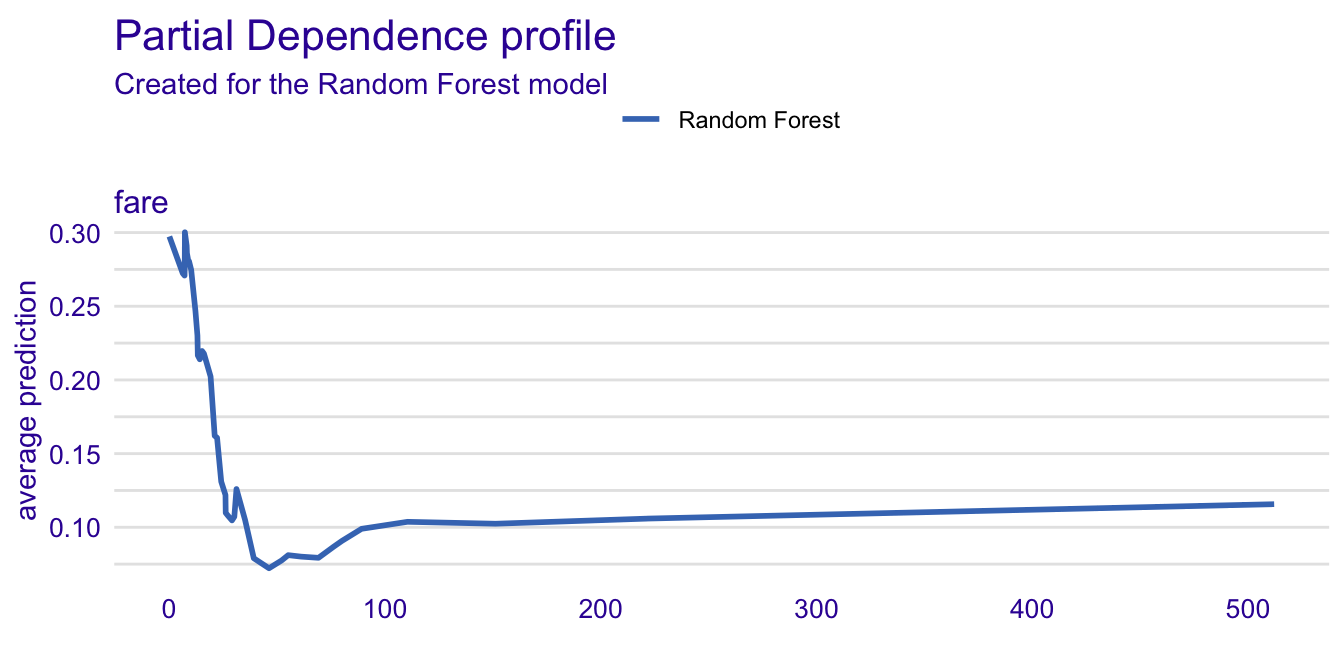 Partial Dependence profile
Created for the Random Forest model
Random Forest
fare
0.30
0.25
0.20
0.15
0.10
average prediction
0 100 200 300 400 500